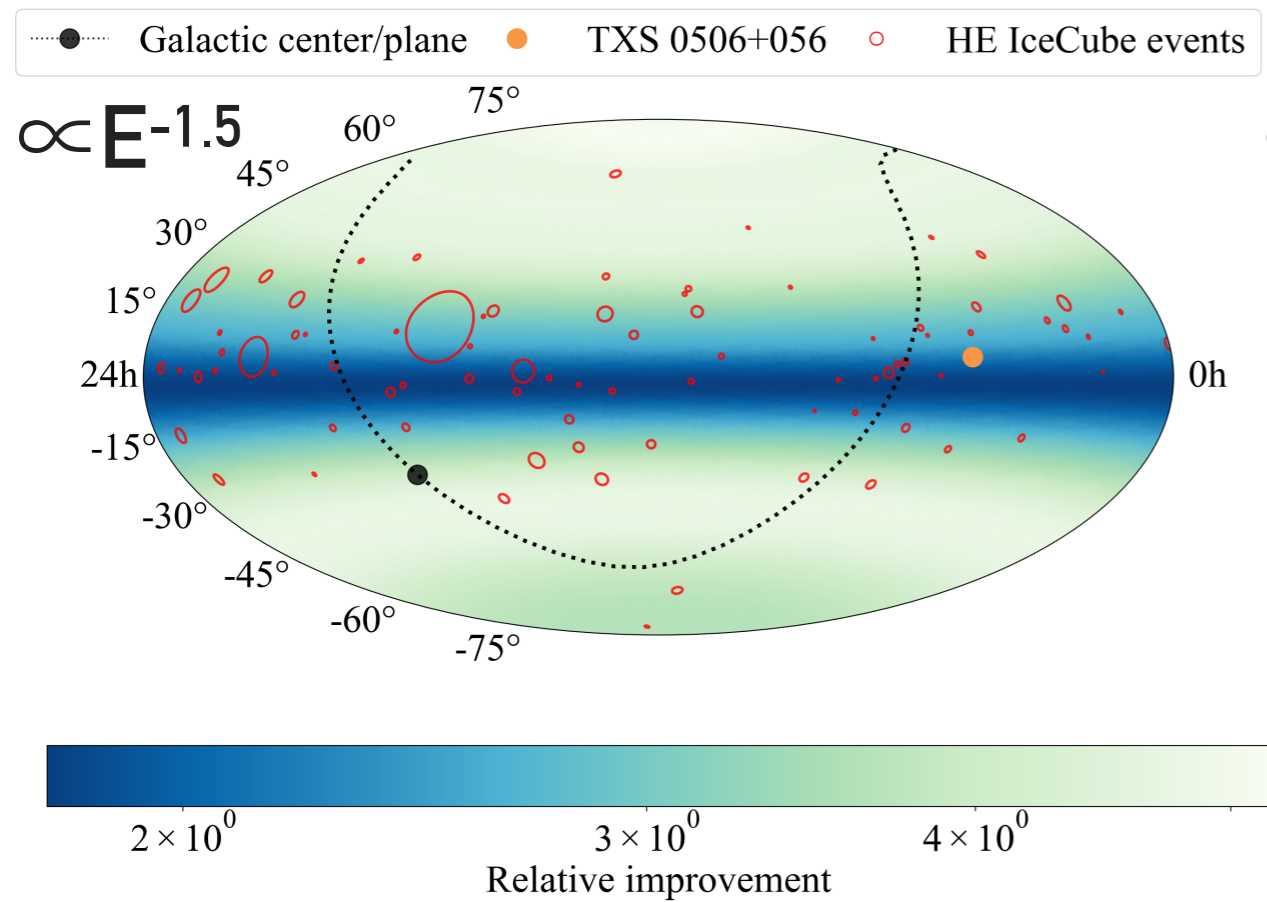 Galactic center/plane TXS 0506+056 HE IceCube events
∝E-1.5
75°
60°
45°
30°
15°
24h 0h
-15°
-30°
-45°
-60°
-75°
2 × 10⁰ 3 × 10⁰ 4 × 10⁰
Relative improvement